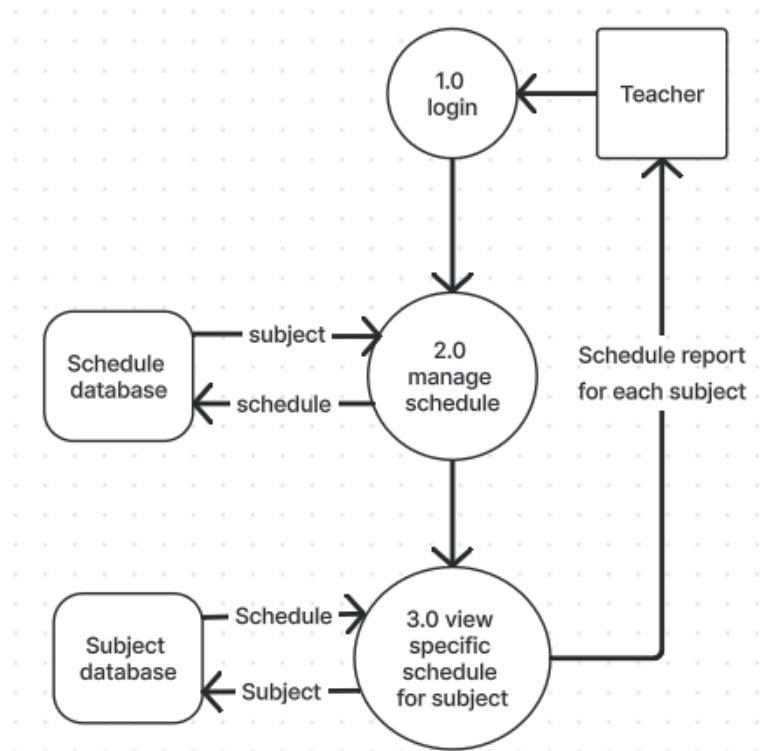 1.0
login
Teacher
subject
Schedule
database
schedule
2.0
manage
schedule
Schedule report
for each subject
Schedule
Subject
database
Subject
3.0 view
specific
schedule
for subject